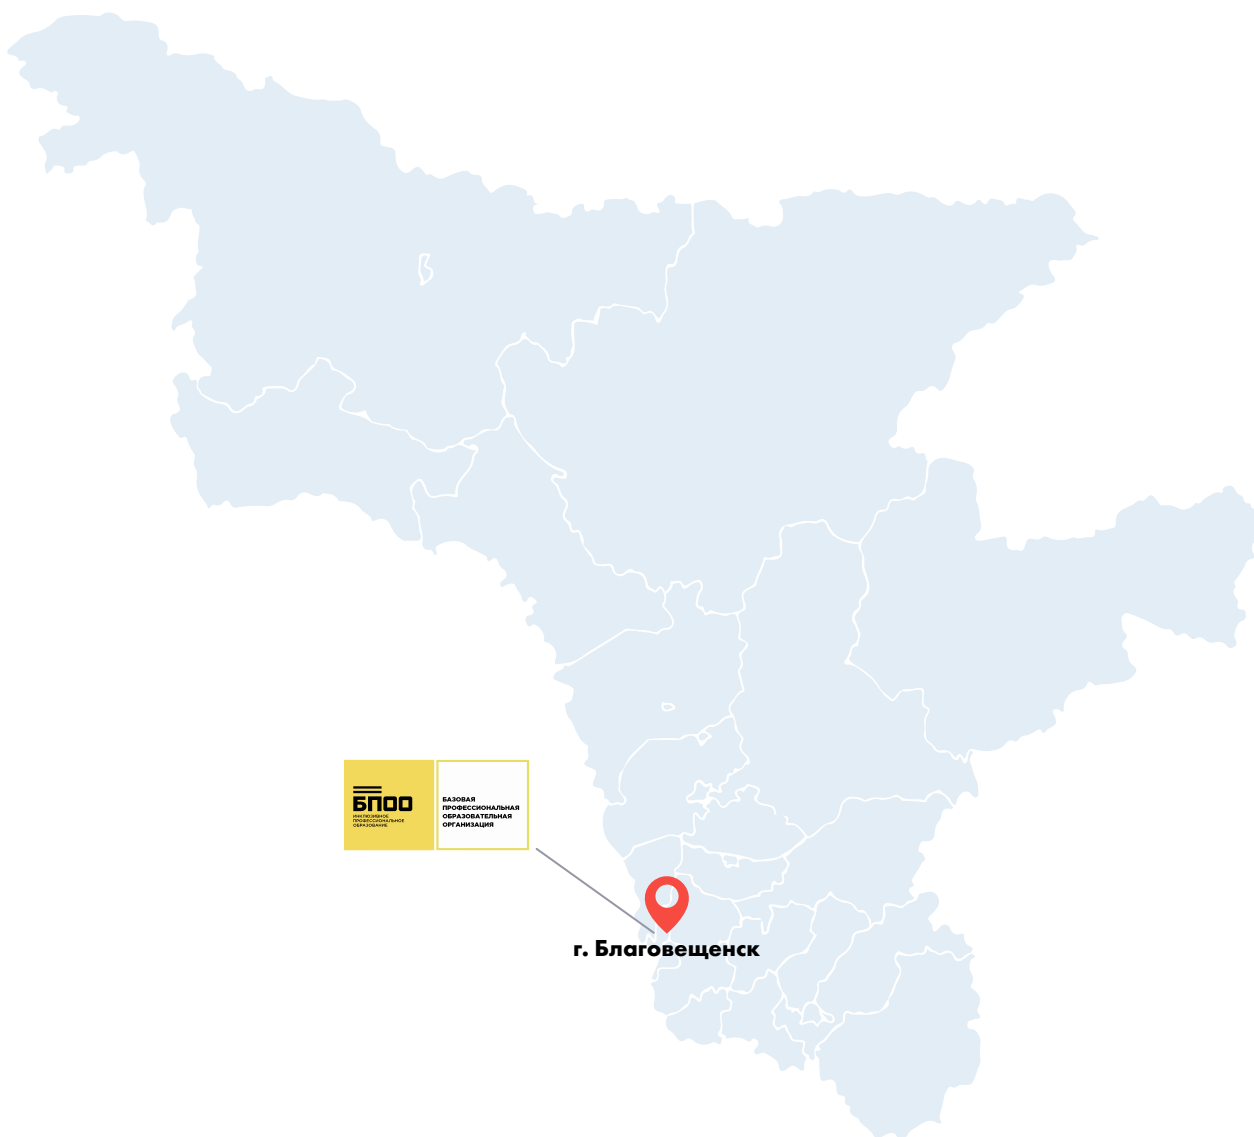 БПОО
ИНКЛЮЗИВНОЕ
ПРОФЕССИОНАЛЬНОЕ
ОБРАЗОВАНИЕ
БАЗОВАЯ
ПРОФЕССИОНАЛЬНАЯ
ОБРАЗОВАТЕЛЬНАЯ
ОРГАНИЗАЦИЯ
г. Благовещенск